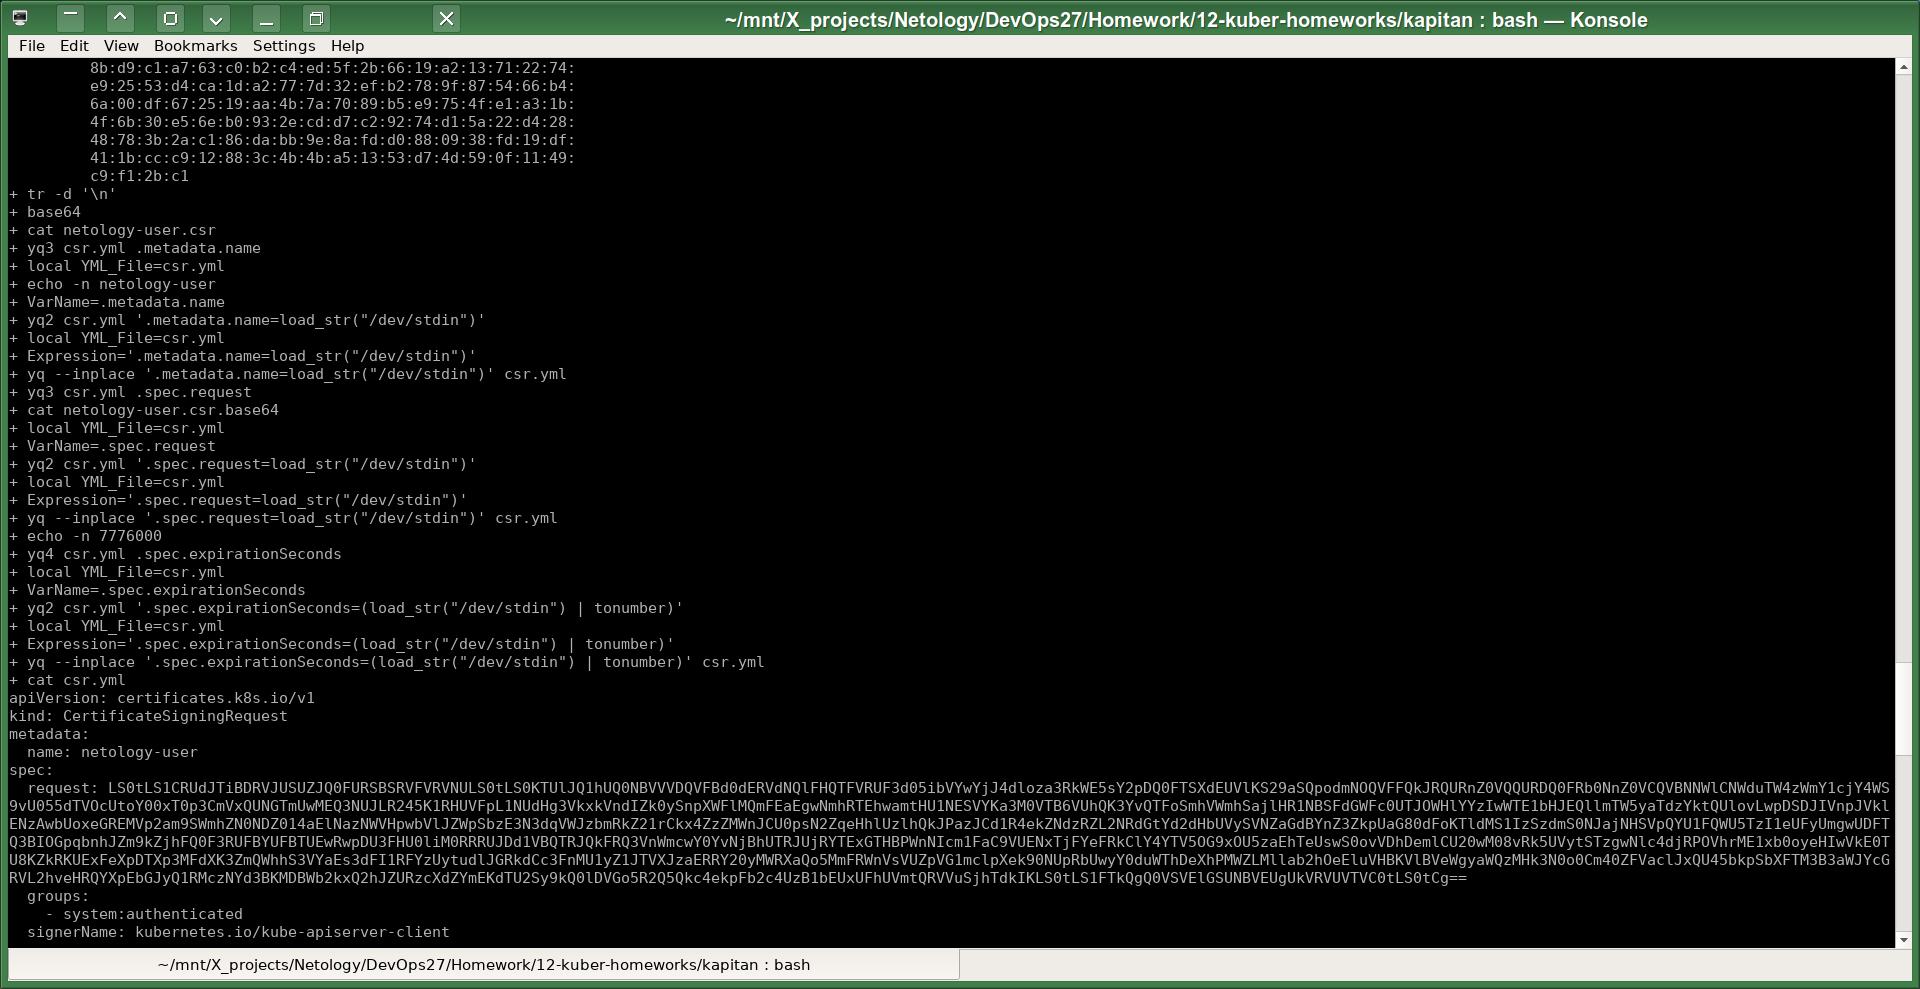 ~/mnt/X_projects/Netology/DevOps27/Homework/12-kuber-homeworks/kapitan : bash — Konsole
File Edit View Bookmarks Settings Help
8b:d9:c1:a7:63:c0:b2:c4:ed:5f:2b:66:19:a2:13:71:22:74:
e9:25:53:d4:ca:1d:a2:77:7d:32:ef:b2:78:9f:87:54:66:b4:
6a:00:df:67:25:19:aa:4b:7a:70:89:b5:e9:75:4f:e1:a3:1b:
4f:6b:30:e5:6e:b0:93:2e:cd:d7:c2:92:74:d1:5a:22:d4:28:
48:78:3b:2a:c1:86:da:bb:9e:8a:fd:d0:88:09:38:fd:19:df:
41:1b:cc:c9:12:88:3c:4b:4b:a5:13:53:d7:4d:59:0f:11:49:
c9:f1:2b:c1
+ tr -d '\n'
+ base64
+ cat netology-user.csr
+ yq3 csr.yml .metadata.name
+ local YML_File=csr.yml
+ echo -n netology-user
+ VarName=.metadata.name
+ yq2 csr.yml '.metadata.name=load_str("/dev/stdin")'
+ local YML_File=csr.yml
+ Expression='.metadata.name=load_str("/dev/stdin")'
+ yq --inplace '.metadata.name=load_str("/dev/stdin")' csr.yml
+ yq3 csr.yml .spec.request
+ cat netology-user.csr.base64
+ local YML_File=csr.yml
+ VarName=.spec.request
+ yq2 csr.yml '.spec.request=load_str("/dev/stdin")'
+ local YML_File=csr.yml
+ Expression='.spec.request=load_str("/dev/stdin")'
+ yq --inplace '.spec.request=load_str("/dev/stdin")' csr.yml
+ echo -n 7776000
+ yq4 csr.yml .spec.expirationSeconds
+ local YML_File=csr.yml
+ VarName=.spec.expirationSeconds
+ yq2 csr.yml '.spec.expirationSeconds=(load_str("/dev/stdin") | tonumber)'
+ local YML_File=csr.yml
+ Expression='.spec.expirationSeconds=(load_str("/dev/stdin") | tonumber)'
+ yq --inplace '.spec.expirationSeconds=(load_str("/dev/stdin") | tonumber)' csr.yml
+ cat csr.yml
apiVersion: certificates.k8s.io/v1
kind: CertificateSigningRequest
metadata:
name: netology-user
spec:
request:
groups:
- system:authenticated
signerName: kubernetes.io/kube-apiserver-client
~/mnt/X_projects/Netology/DevOps27/Homework/12-kuber-homeworks/kapitan : bash